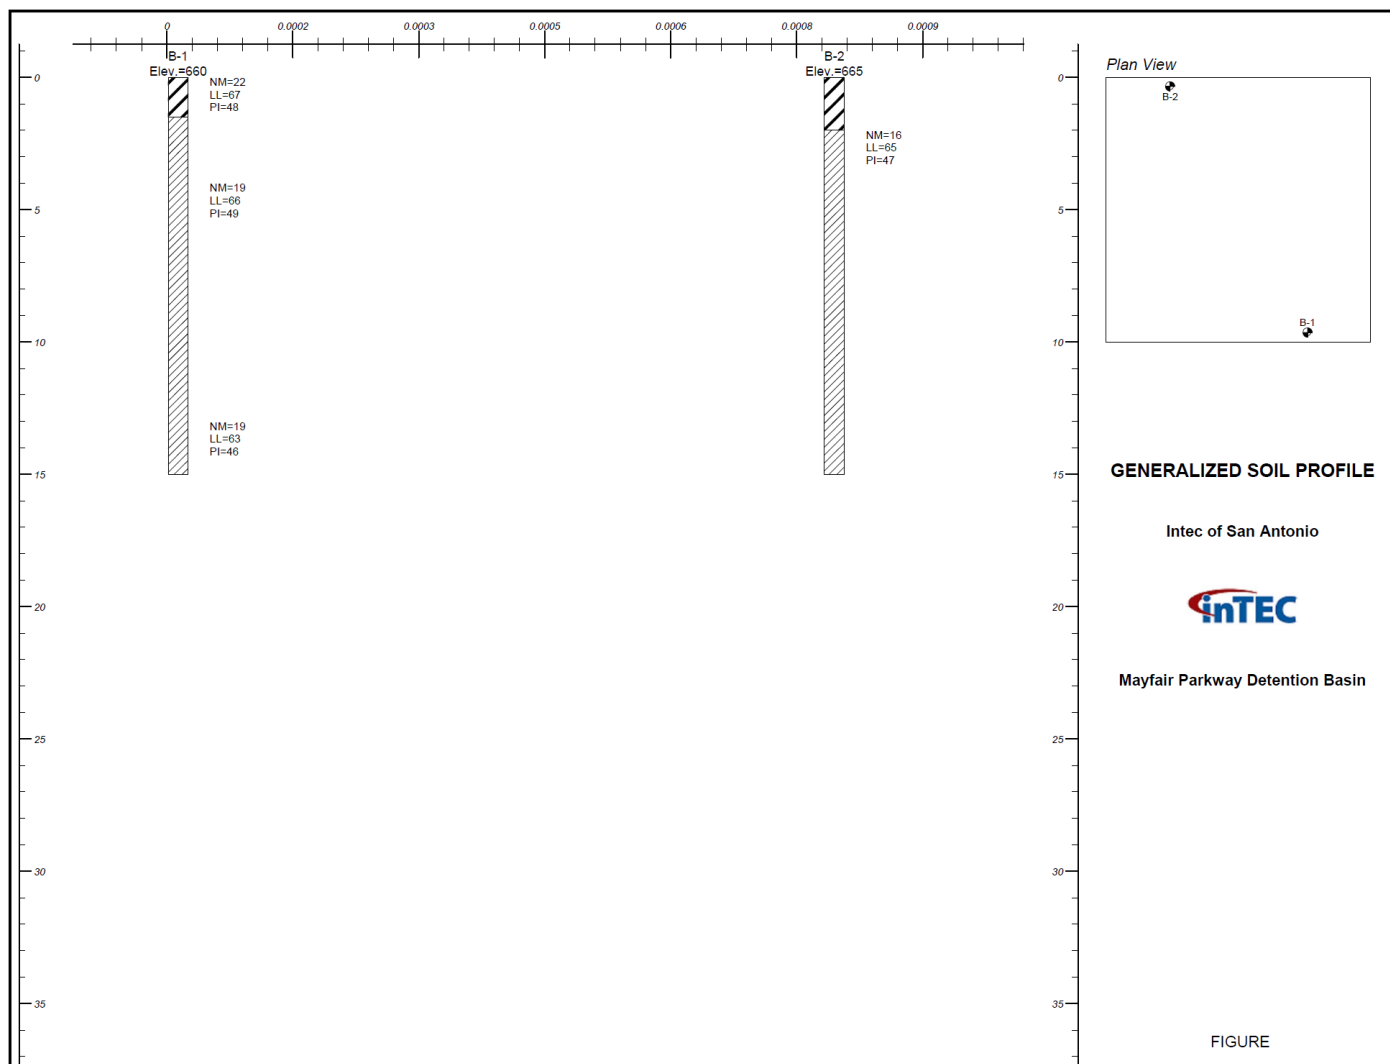 0 0.0002 0.0003 0.0005 0.0006 0.0008 0.0009
B-1
Elev.=660
NM=22
LL=67
PI=48
NM=19
LL=66
PI=49
NM=19
LL=63
PI=46
B-2
Elev.=665
NM=16
LL=65
PI=47
0
5
10
15
20
25
30
35
0
5
10
15
20
25
30
35
Plan View
B-2
B-1
GENERALIZED SOIL PROFILE
Intec of San Antonio
inTEC
Mayfair Parkway Detention Basin
FIGURE